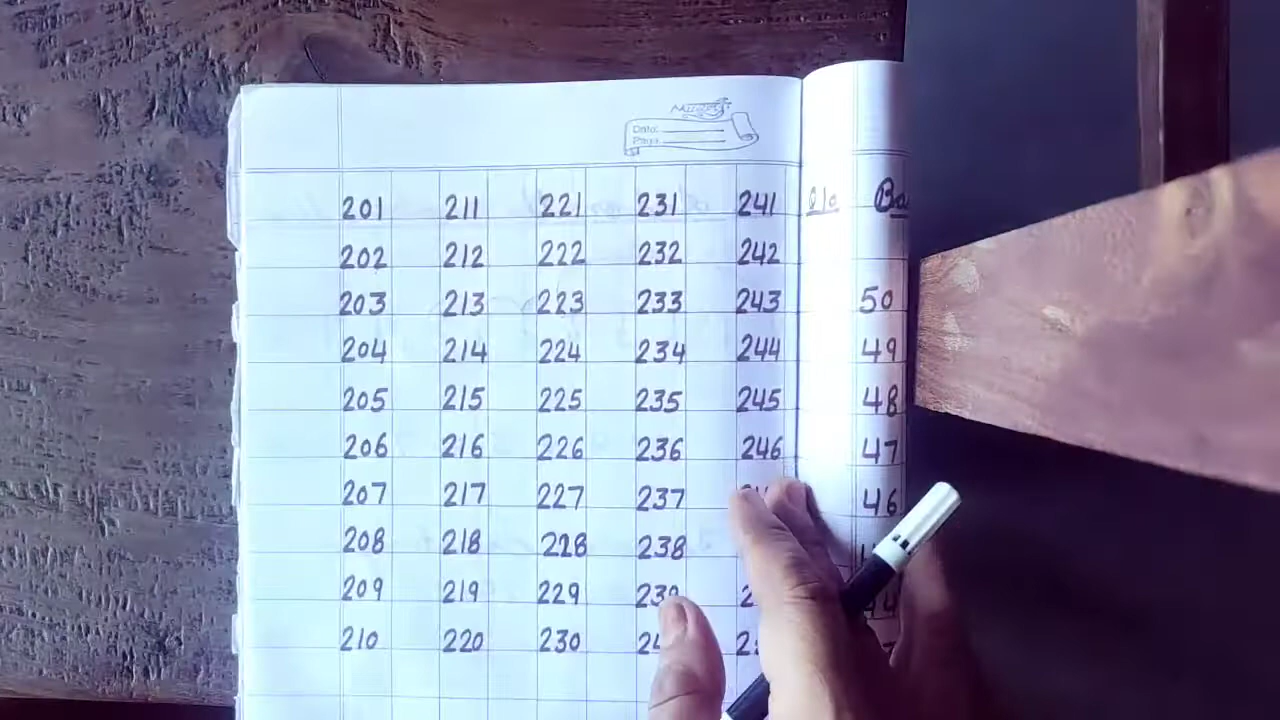 Date:
Page:
201 211 221 231 241
202 212 222 232 242
203 213 223 233 243 50
204 214 224 234 244 49
205 215 225 235 245 48
206 216 226 236 246 47
207 217 227 237 46
208 218 228 238
209 219 229 239
210 220 230